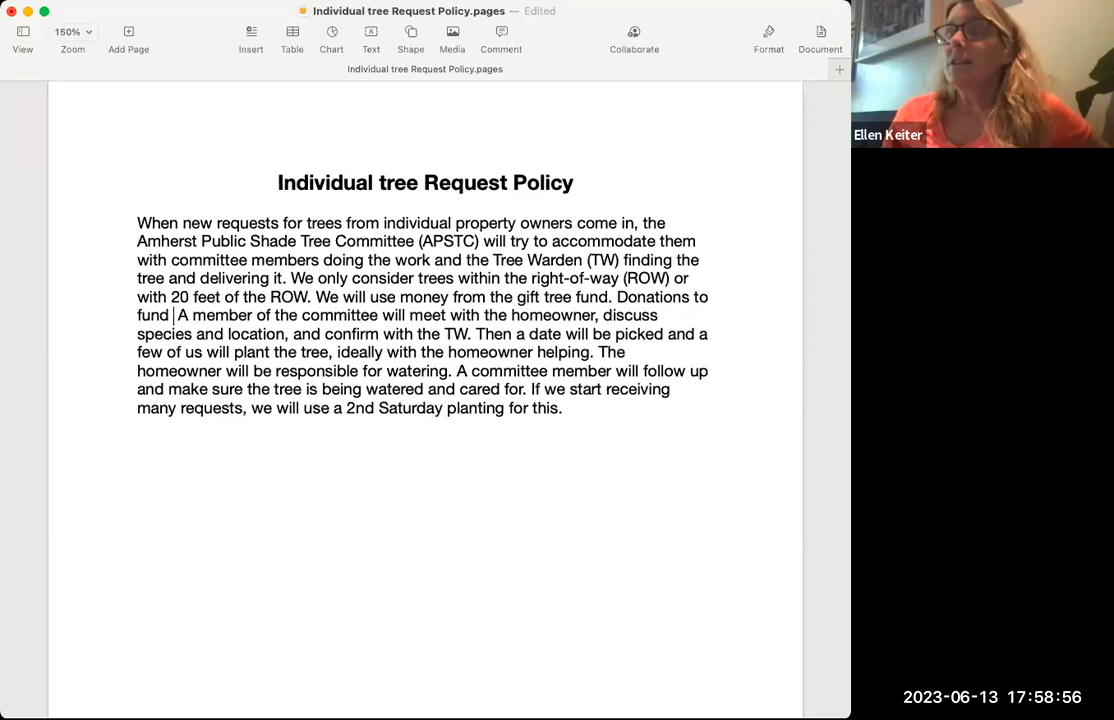 Individual tree Request Policy.pages — Edited
150%
View
Zoom
Add Page
Insert
Table
Chart
Text
Shape
Media
Comment
Collaborate
Format
Document
Individual tree Request Policy.pages
Ellen Keiter
Individual tree Request Policy
When new requests for trees from individual property owners come in, the
Amherst Public Shade Tree Committee (APSTC) will try to accommodate them
with committee members doing the work and the Tree Warden (TW) finding the
tree and delivering it. We only consider trees within the right-of-way (ROW) or
with 20 feet of the ROW. We will use money from the gift tree fund. Donations to
fund A member of the committee will meet with the homeowner, discuss
species and location, and confirm with the TW. Then a date will be picked and a
few of us will plant the tree, ideally with the homeowner helping. The
homeowner will be responsible for watering. A committee member will follow up
and make sure the tree is being watered and cared for. If we start receiving
many requests, we will use a 2nd Saturday planting for this.
2023-06-13 17:58:56